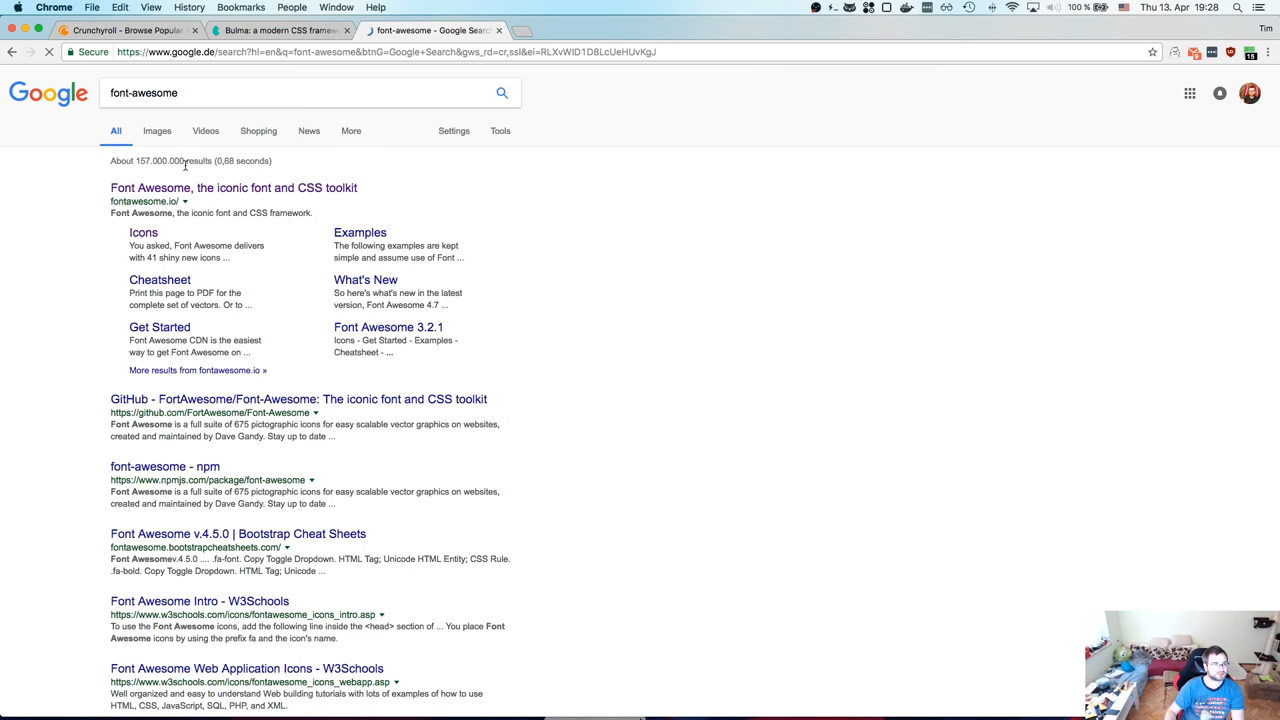 Chrome File Edit View History Bookmarks People Window Help
100 % Thu 13. Apr 19:28
Crunchyroll - Browse Popular A
Bulma: a modern CSS framewo
font-awesome - Google Search
Tim
Secure https://www.google.de/search?hl=en&q=font-awesome&btnG=Google+Search&gws_rd=cr,ssl&ei=RLXvWID1D8LcUeHUvKgJ
15
Google
font-awesome
All Images Videos Shopping News More Settings Tools
About 157.000.000 results (0,68 seconds)
Font Awesome, the iconic font and CSS toolkit
fontawesome.io/
Font Awesome, the iconic font and CSS framework.
Icons
You asked, Font Awesome delivers
with 41 shiny new icons ...
Examples
The following examples are kept
simple and assume use of Font ...
Cheatsheet
Print this page to PDF for the
complete set of vectors. Or to ...
What's New
So here's what's new in the latest
version, Font Awesome 4.7 ...
Get Started
Font Awesome CDN is the easiest
way to get Font Awesome on ...
Font Awesome 3.2.1
Icons - Get Started - Examples -
Cheatsheet - ...
More results from fontawesome.io »
GitHub - FortAwesome/Font-Awesome: The iconic font and CSS toolkit
https://github.com/FortAwesome/Font-Awesome
Font Awesome is a full suite of 675 pictographic icons for easy scalable vector graphics on websites,
created and maintained by Dave Gandy. Stay up to date ...
font-awesome - npm
https://www.npmjs.com/package/font-awesome
Font Awesome is a full suite of 675 pictographic icons for easy scalable vector graphics on websites,
created and maintained by Dave Gandy. Stay up to date ...
Font Awesome v.4.5.0 | Bootstrap Cheat Sheets
fontawesome.bootstrapcheatsheets.com/
Font Awesomev.4.5.0 .... .fa-font. Copy Toggle Dropdown. HTML Tag; Unicode HTML Entity; CSS Rule.
.fa-bold. Copy Toggle Dropdown. HTML Tag; Unicode ...
Font Awesome Intro - W3Schools
https://www.w3schools.com/icons/fontawesome_icons_intro.asp
To use the Font Awesome icons, add the following line inside the <head> section of ... You place Font
Awesome icons by using the prefix fa and the icon's name.
Font Awesome Web Application Icons - W3Schools
https://www.w3schools.com/icons/fontawesome_icons_webapp.asp
Well organized and easy to understand Web building tutorials with lots of examples of how to use
HTML, CSS, JavaScript, SQL, PHP, and XML.